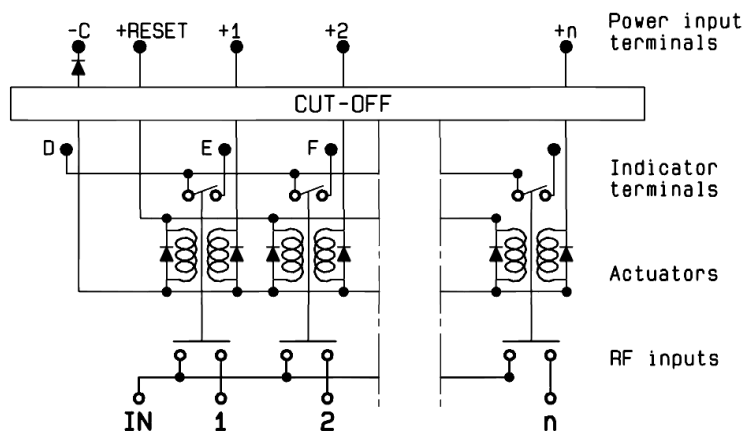 -C +RESET +1 +2 +n
Power input
terminals
CUT-OFF
D E F
Indicator
terminals
Actuators
RF inputs
IN 1 2 n